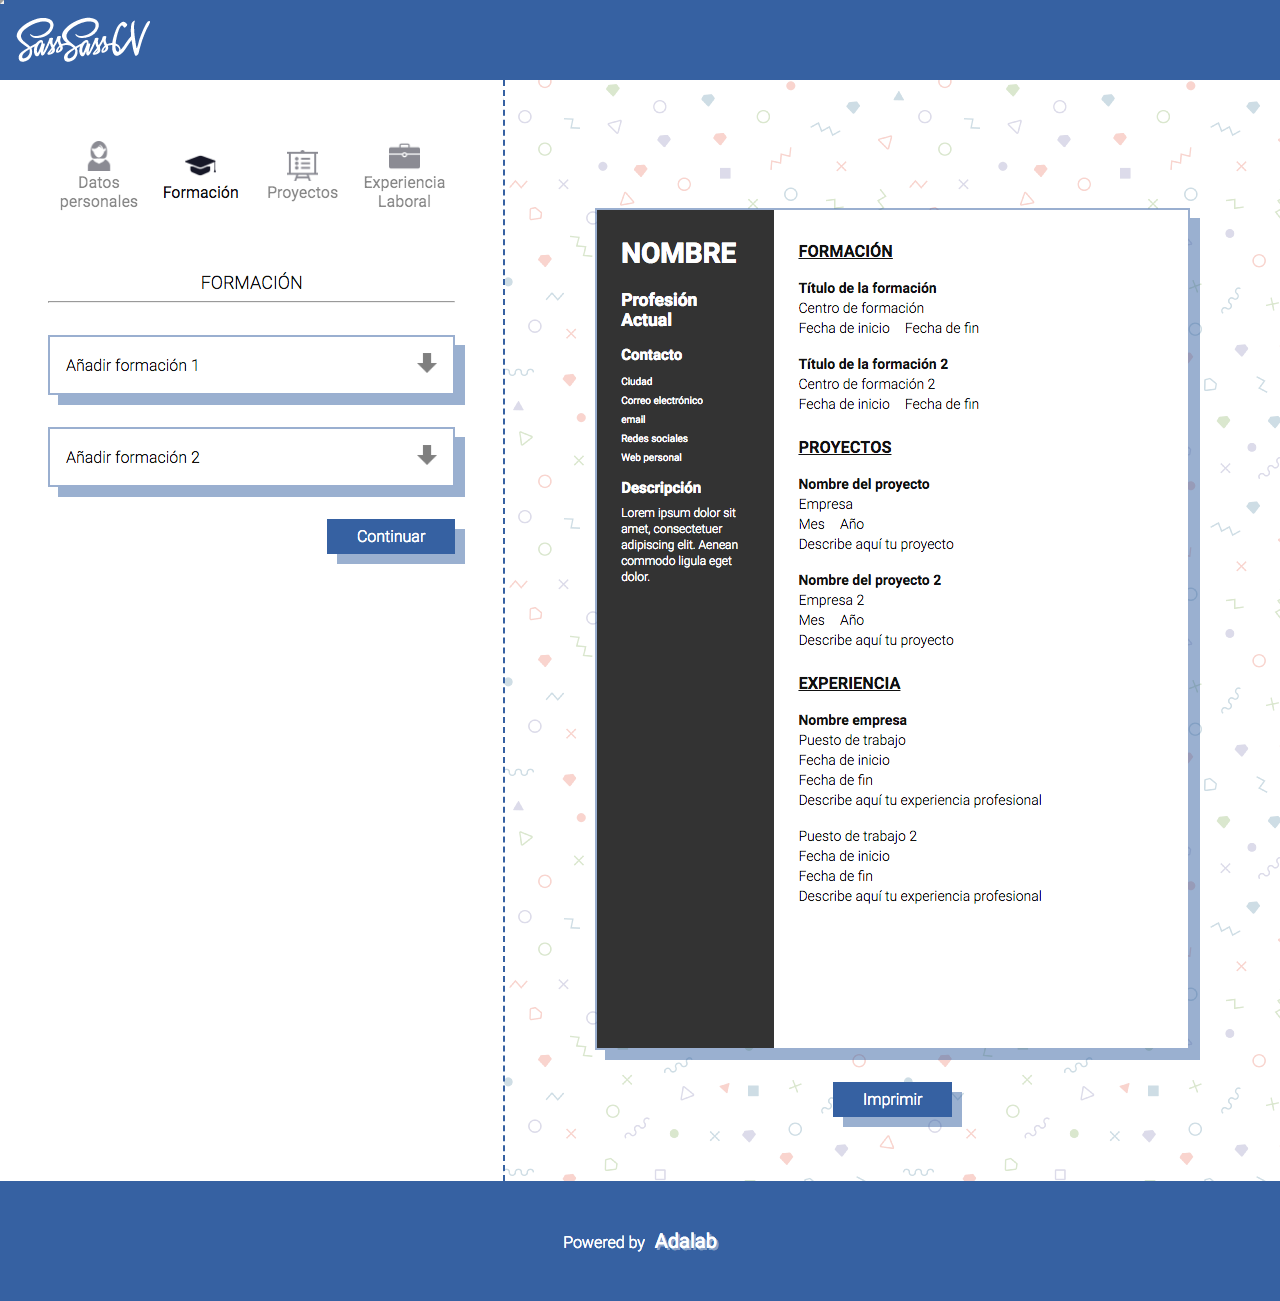 SassSassCV
Datos
personales
Formación
Proyectos
Experiencia
Laboral
FORMACIÓN
Añadir formación 1
Añadir formación 2
Continuar
NOMBRE
Profesión
Actual
Contacto
Ciudad
Correo electrónico
email
Redes sociales
Web personal
Descripción
Lorem ipsum dolor sit
amet, consectetuer
adipiscing elit. Aenean
commodo ligula eget
dolor.
FORMACIÓN
Título de la formación
Centro de formación
Fecha de inicio Fecha de fin
Título de la formación 2
Centro de formación 2
Fecha de inicio Fecha de fin
PROYECTOS
Nombre del proyecto
Empresa
Mes Año
Describe aquí tu proyecto
Nombre del proyecto 2
Empresa 2
Mes Año
Describe aquí tu proyecto
EXPERIENCIA
Nombre empresa
Puesto de trabajo
Fecha de inicio
Fecha de fin
Describe aquí tu experiencia profesional
Puesto de trabajo 2
Fecha de inicio
Fecha de fin
Describe aquí tu experiencia profesional
Imprimir
Powered by Adalab